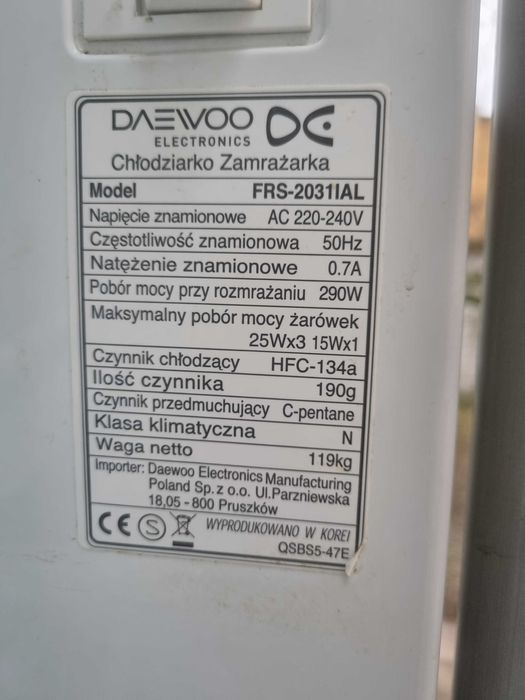 DAEWOO
ELECTRONICS
Chłodziarko Zamrażarka
Model FRS-2031IAL
Napięcie znamionowe AC 220-240V
Częstotliwość znamionowa 50Hz
Natężenie znamionowe 0.7A
Pobór mocy przy rozmrażaniu 290W
Maksymalny pobór mocy żarówek
25Wx3 15Wx1
Czynnik chłodzący HFC-134a
Ilość czynnika 190g
Czynnik przedmuchujący C-pentane
Klasa klimatyczna N
Waga netto 119kg
Importer: Daewoo Electronics Manufacturing
Poland Sp. z o.o. Ul.Parzniewska
18,05 - 800 Pruszków
CE S WYPRODUKOWANO W KOREI
QSBS5-47E